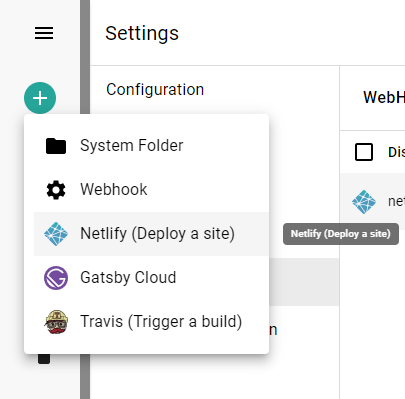 Settings
Configuration
WebH
System Folder
Dis
Webhook
net
Netlify (Deploy a site)
Netlify (Deploy a site)
Gatsby Cloud
Travis (Trigger a build)
n